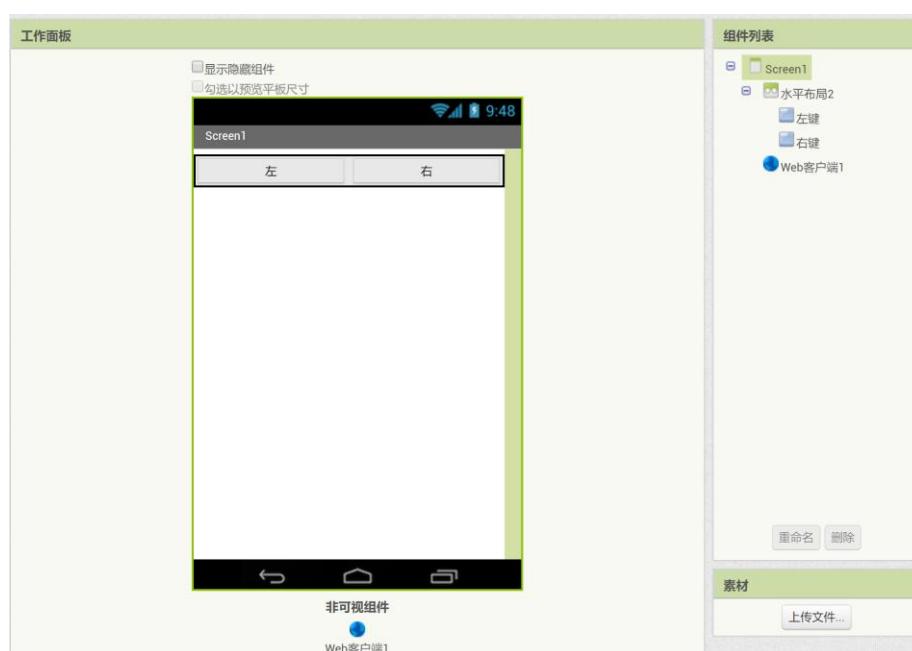 工作面板
显示隐藏组件
勾选以预览平板尺寸
9:48
Screen1
左 右
非可视组件
Web客户端1
组件列表
Screen1
水平布局2
左键
右键
Web客户端1
重命名 删除
素材
上传文件...